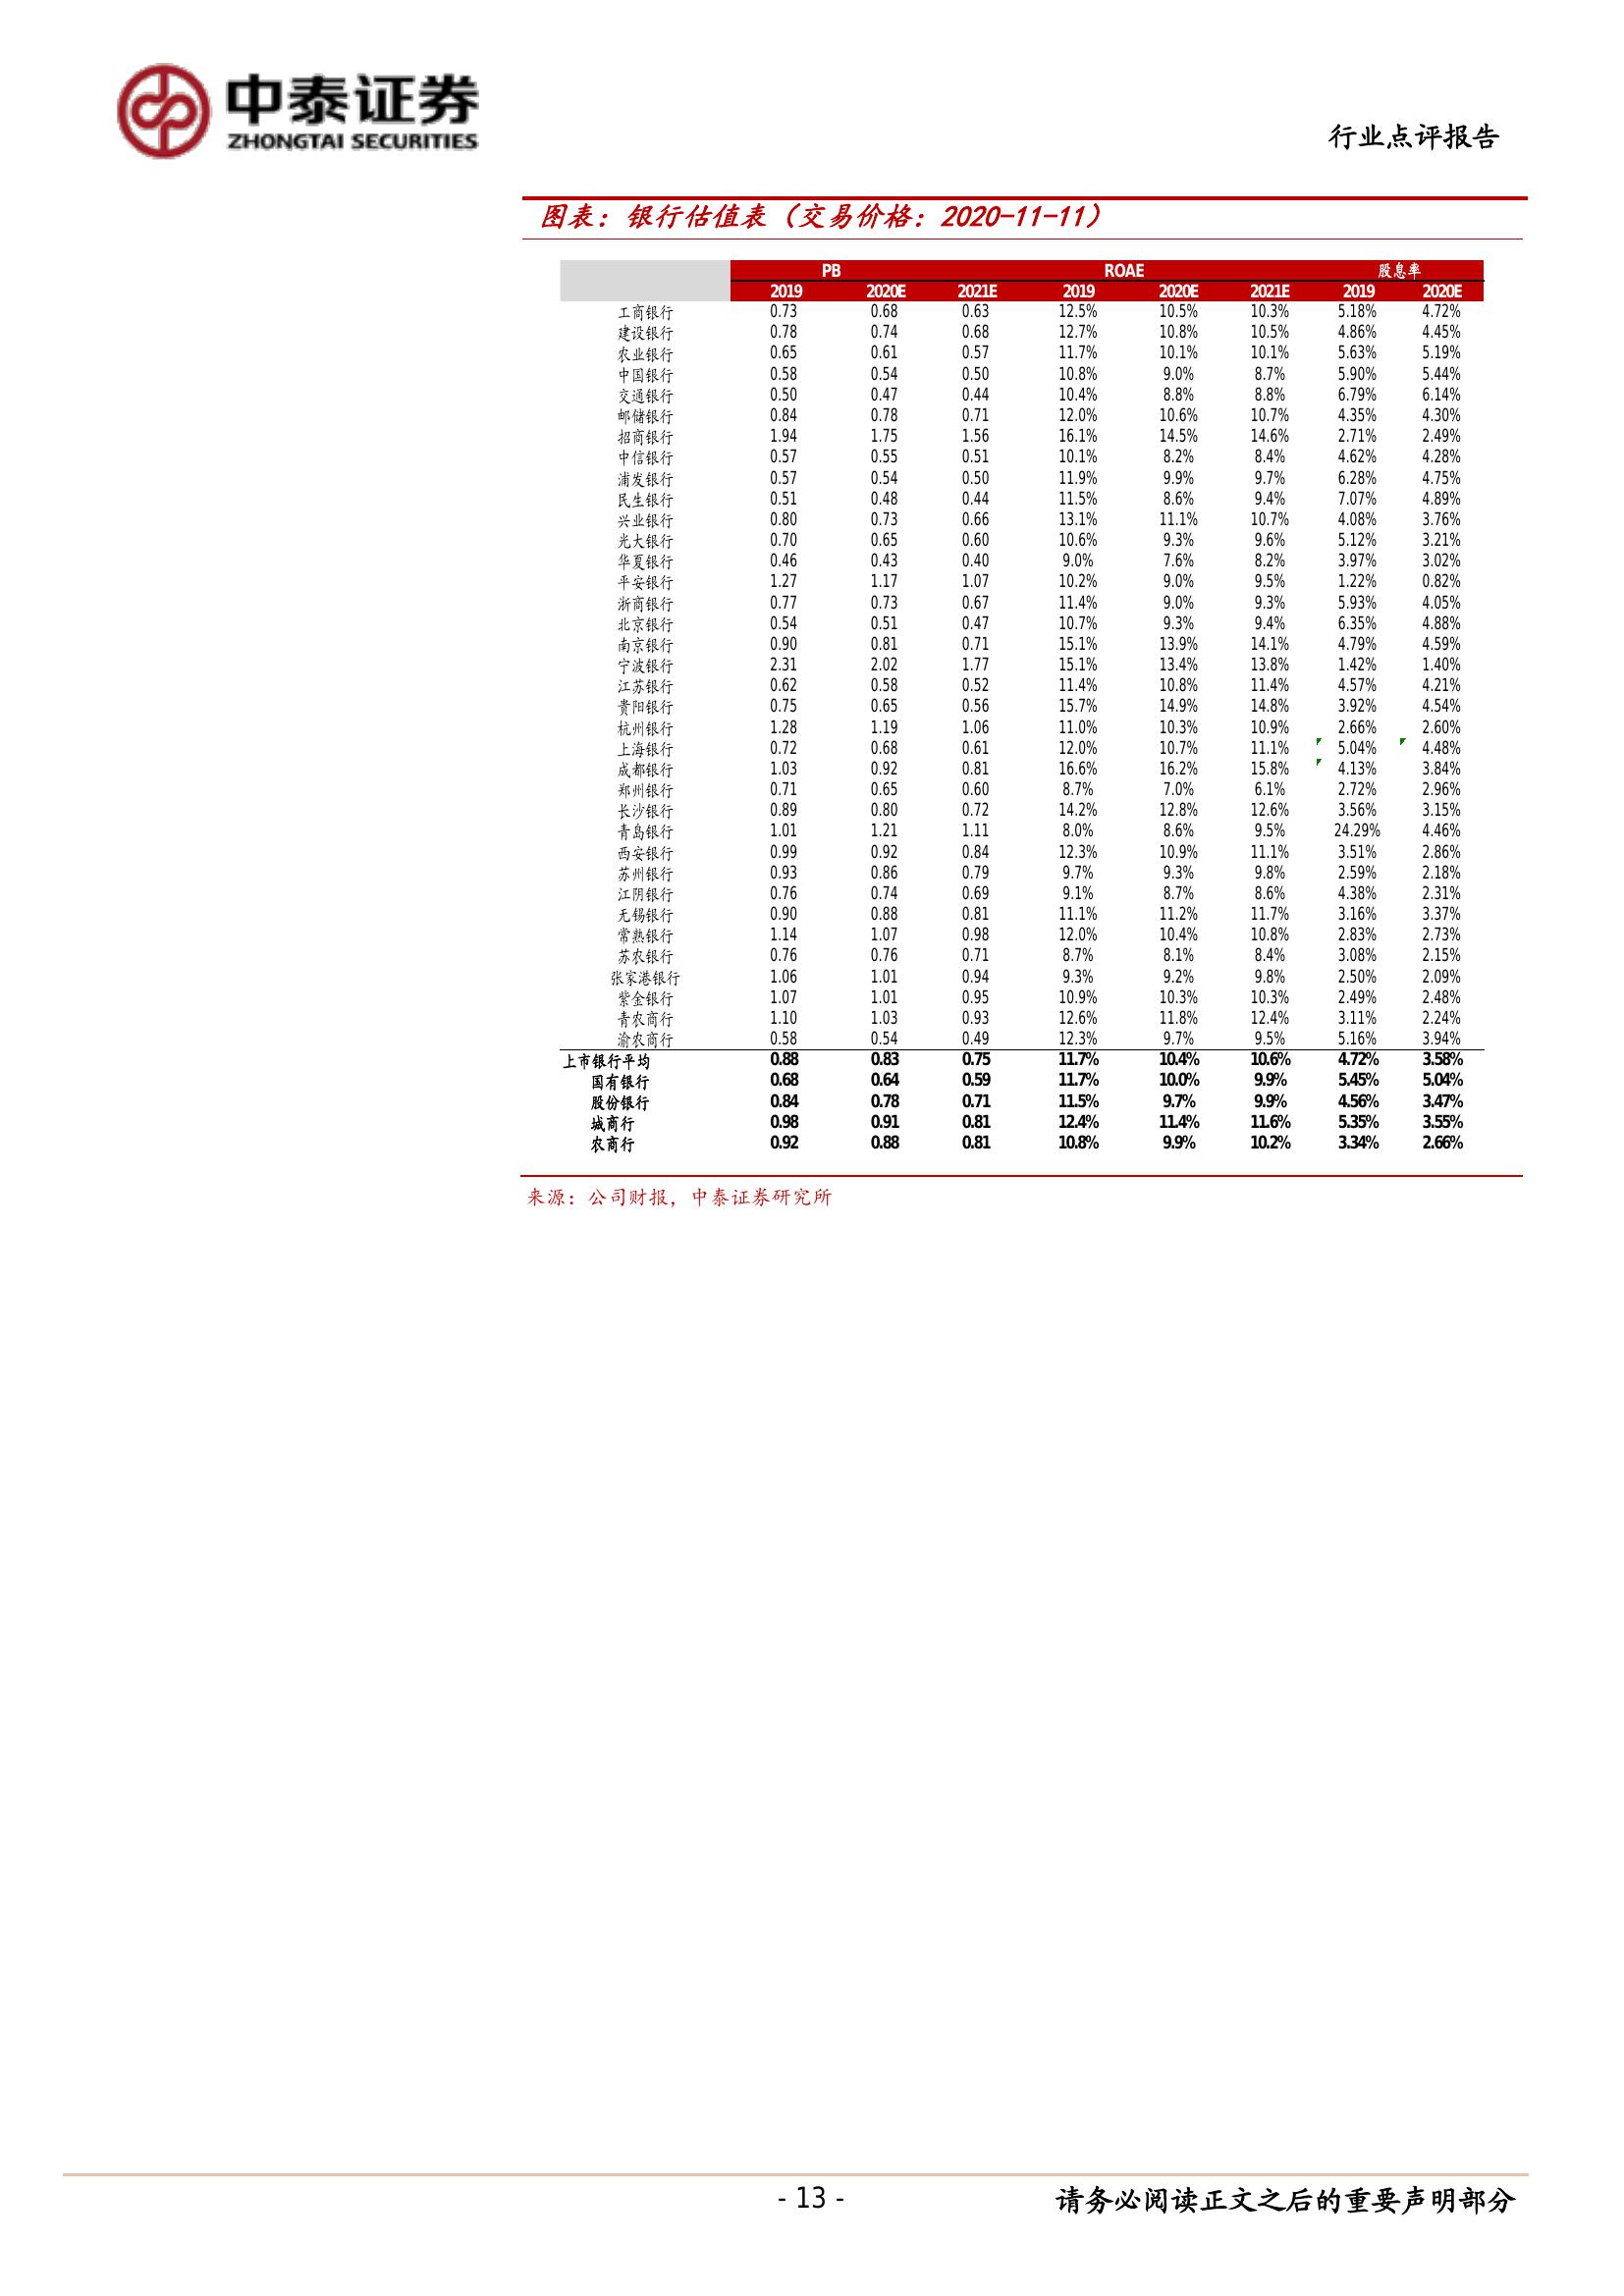 中泰证券
ZHONGTAI SECURITIES
行业点评报告
图表：银行估值表（交易价格：2020-11-11）
PB ROAE 股息率
2019 2020E 2021E 2019 2020E 2021E 2019 2020E
工商银行 0.73 0.68 0.63 12.5% 10.5% 10.3% 5.18% 4.72%
建设银行 0.78 0.74 0.68 12.7% 10.8% 10.5% 4.86% 4.45%
农业银行 0.65 0.61 0.57 11.7% 10.1% 10.1% 5.63% 5.19%
中国银行 0.58 0.54 0.50 10.8% 9.0% 8.7% 5.90% 5.44%
交通银行 0.50 0.47 0.44 10.4% 8.8% 8.8% 6.79% 6.14%
邮储银行 0.84 0.78 0.71 12.0% 10.6% 10.7% 4.35% 4.30%
招商银行 1.94 1.75 1.56 16.1% 14.5% 14.6% 2.71% 2.49%
中信银行 0.57 0.55 0.51 10.1% 8.2% 8.4% 4.62% 4.28%
浦发银行 0.57 0.54 0.50 11.9% 9.9% 9.7% 6.28% 4.75%
民生银行 0.51 0.48 0.44 11.5% 8.6% 9.4% 7.07% 4.89%
兴业银行 0.80 0.73 0.66 13.1% 11.1% 10.7% 4.08% 3.76%
光大银行 0.70 0.65 0.60 10.6% 9.3% 9.6% 5.12% 3.21%
华夏银行 0.46 0.43 0.40 9.0% 7.6% 8.2% 3.97% 3.02%
平安银行 1.27 1.17 1.07 10.2% 9.0% 9.5% 1.22% 0.82%
浙商银行 0.77 0.73 0.67 11.4% 9.0% 9.3% 5.93% 4.05%
北京银行 0.54 0.51 0.47 10.7% 9.3% 9.4% 6.35% 4.88%
南京银行 0.90 0.81 0.71 15.1% 13.9% 14.1% 4.79% 4.59%
宁波银行 2.31 2.02 1.77 15.1% 13.4% 13.8% 1.42% 1.40%
江苏银行 0.62 0.58 0.52 11.4% 10.8% 11.4% 4.57% 4.21%
贵阳银行 0.75 0.65 0.56 15.7% 14.9% 14.8% 3.92% 4.54%
杭州银行 1.28 1.19 1.06 11.0% 10.3% 10.9% 2.66% 2.60%
上海银行 0.72 0.68 0.61 12.0% 10.7% 11.1% 5.04% 4.48%
成都银行 1.03 0.92 0.81 16.6% 16.2% 15.8% 4.13% 3.84%
郑州银行 0.71 0.65 0.60 8.7% 7.0% 6.1% 2.72% 2.96%
长沙银行 0.89 0.80 0.72 14.2% 12.8% 12.6% 3.56% 3.15%
青岛银行 1.01 1.21 1.11 8.0% 8.6% 9.5% 24.29% 4.46%
西安银行 0.99 0.92 0.84 12.3% 10.9% 11.1% 3.51% 2.86%
苏州银行 0.93 0.86 0.79 9.7% 9.3% 9.8% 2.59% 2.18%
江阴银行 0.76 0.74 0.69 9.1% 8.7% 8.6% 4.38% 2.31%
无锡银行 0.90 0.88 0.81 11.1% 11.2% 11.7% 3.16% 3.37%
常熟银行 1.14 1.07 0.98 12.0% 10.4% 10.8% 2.83% 2.73%
苏农银行 0.76 0.76 0.71 8.7% 8.1% 8.4% 3.08% 2.15%
张家港银行 1.06 1.01 0.94 9.3% 9.2% 9.8% 2.50% 2.09%
紫金银行 1.07 1.01 0.95 10.9% 10.3% 10.3% 2.49% 2.48%
青农商行 1.10 1.03 0.93 12.6% 11.8% 12.4% 3.11% 2.24%
渝农商行 0.58 0.54 0.49 12.3% 9.7% 9.5% 5.16% 3.94%
上市银行平均 0.88 0.83 0.75 11.7% 10.4% 10.6% 4.72% 3.58%
国有银行 0.68 0.64 0.59 11.7% 10.0% 9.9% 5.45% 5.04%
股份银行 0.84 0.78 0.71 11.5% 9.7% 9.9% 4.56% 3.47%
城商行 0.98 0.91 0.81 12.4% 11.4% 11.6% 5.35% 3.55%
农商行 0.92 0.88 0.81 10.8% 9.9% 10.2% 3.34% 2.66%
来源：公司财报，中泰证券研究所
- 13 -
请务必阅读正文之后的重要声明部分